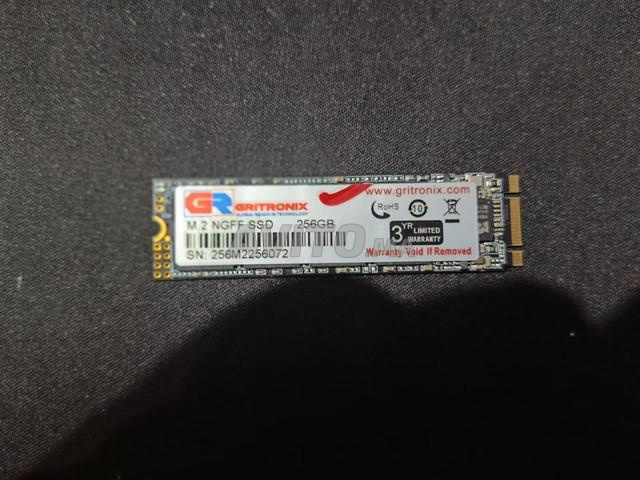 GR GRITRONIX
GLOBAL REACH IN TECHNOLOGY
www.gritronix.com
M.2 NGFF SSD 256GB
RoHS
10
3 YR LIMITED
WARRANTY
SN: 256M2256072
Warranty Void If Removed